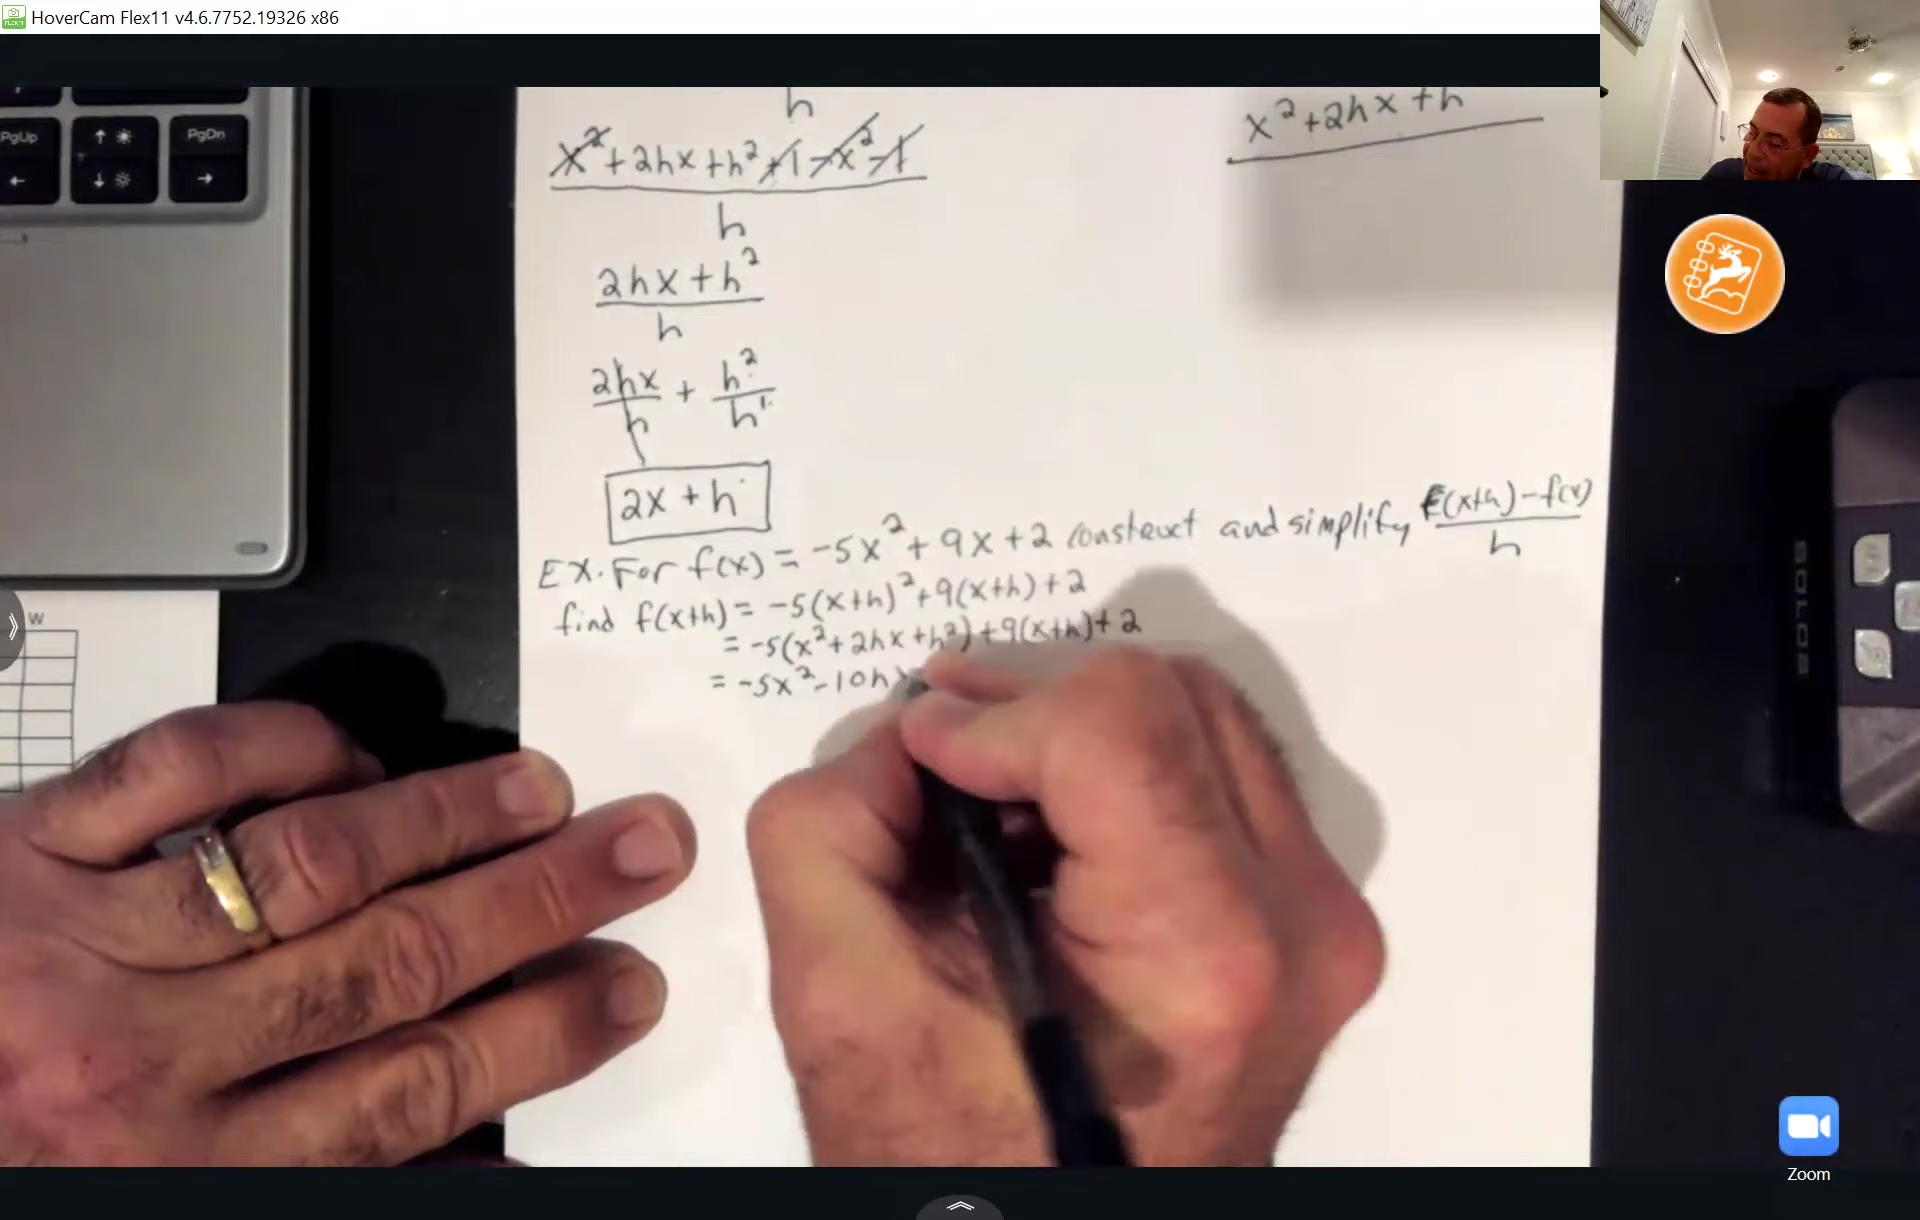 HoverCam Flex11 v4.6.7752.19326 x86
h
x²+2hx+h²+1-x²-1
h
x²+2hx+h
2hx+h²
h
2hx + h²
h h¹
2x + h
EX. For f(x) = -5x²+9x+2 construct and simplify f(x+h)-f(x)
h
find f(x+h) = -5(x+h)²+9(x+h)+2
= -5(x²+2hx+h²)+9(x+h)+2
= -5x²-10h
PgUp
PgDn
W
SOLOS
Zoom